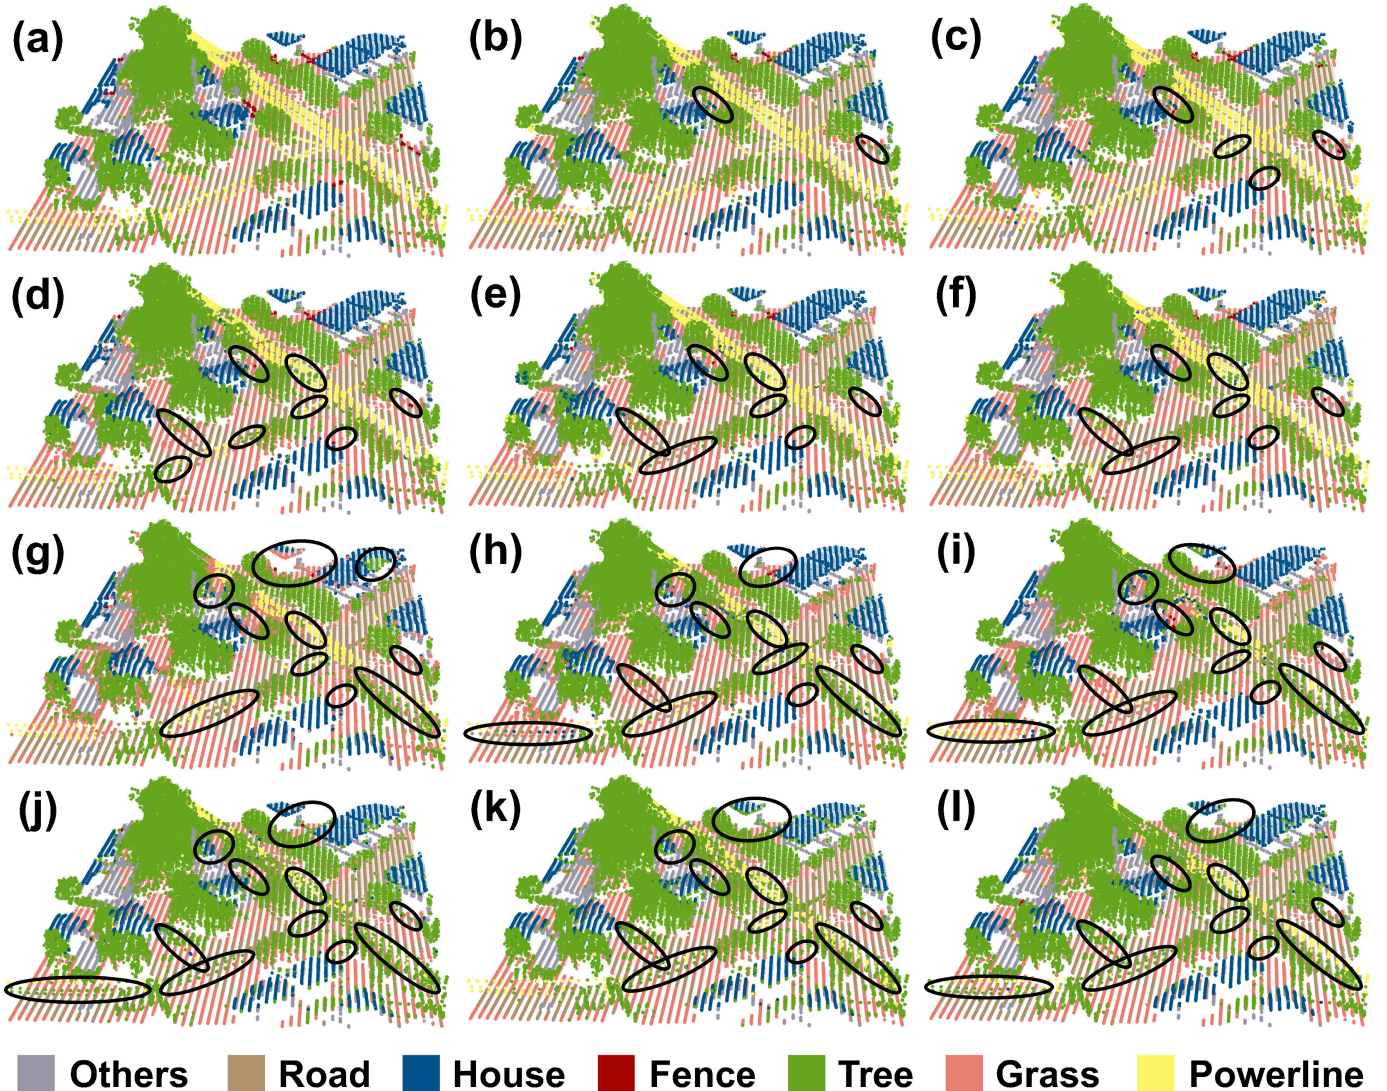 (a) (b) (c)
(d) (e) (f)
(g) (h) (i)
(j) (k) (l)
Others Road House Fence Tree Grass Powerline